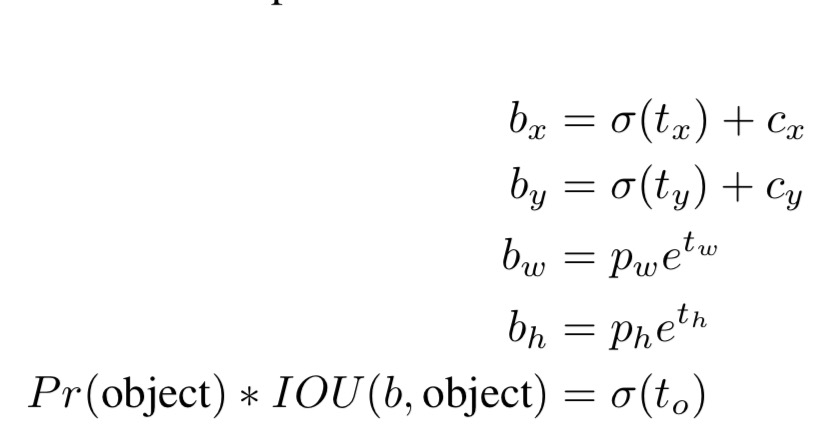 b_x = σ(t_x) + c_x
b_y = σ(t_y) + c_y
b_w = p_w e^{t_w}
b_h = p_h e^{t_h}
Pr(object) * IOU(b, object) = σ(t_o)